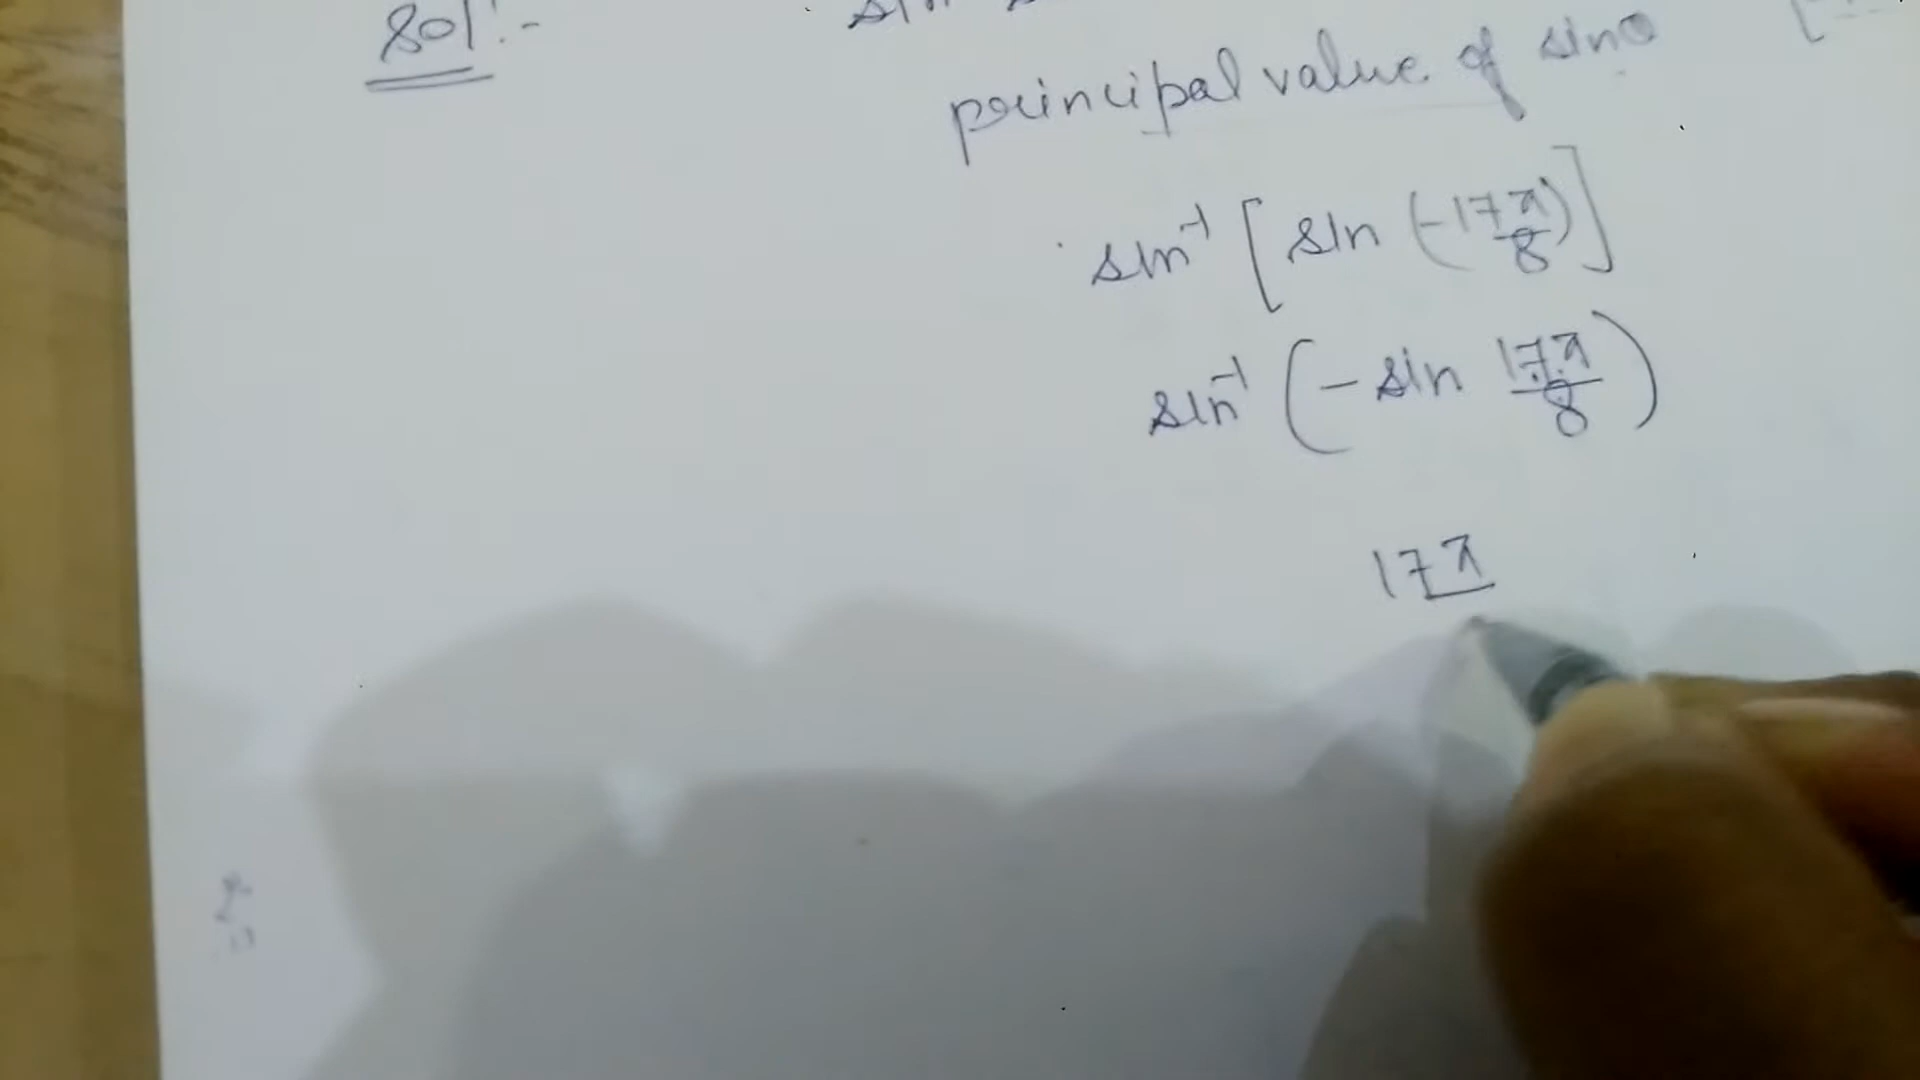 Sol:-
principal value of sinθ
sin⁻¹ [ sin (-17π/8) ]
sin⁻¹ ( - sin 17π/8 )
17π